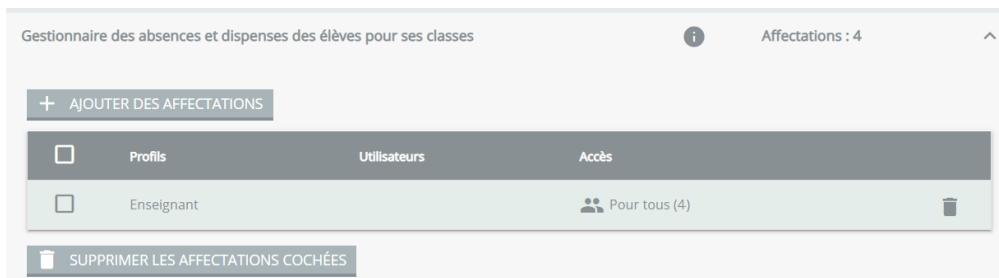 Gestionnaire des absences et dispenses des élèves pour ses classes Affectations : 4
AJOUTER DES AFFECTATIONS
Profils Utilisateurs Accès
Enseignant Pour tous (4)
SUPPRIMER LES AFFECTATIONS COCHÉES